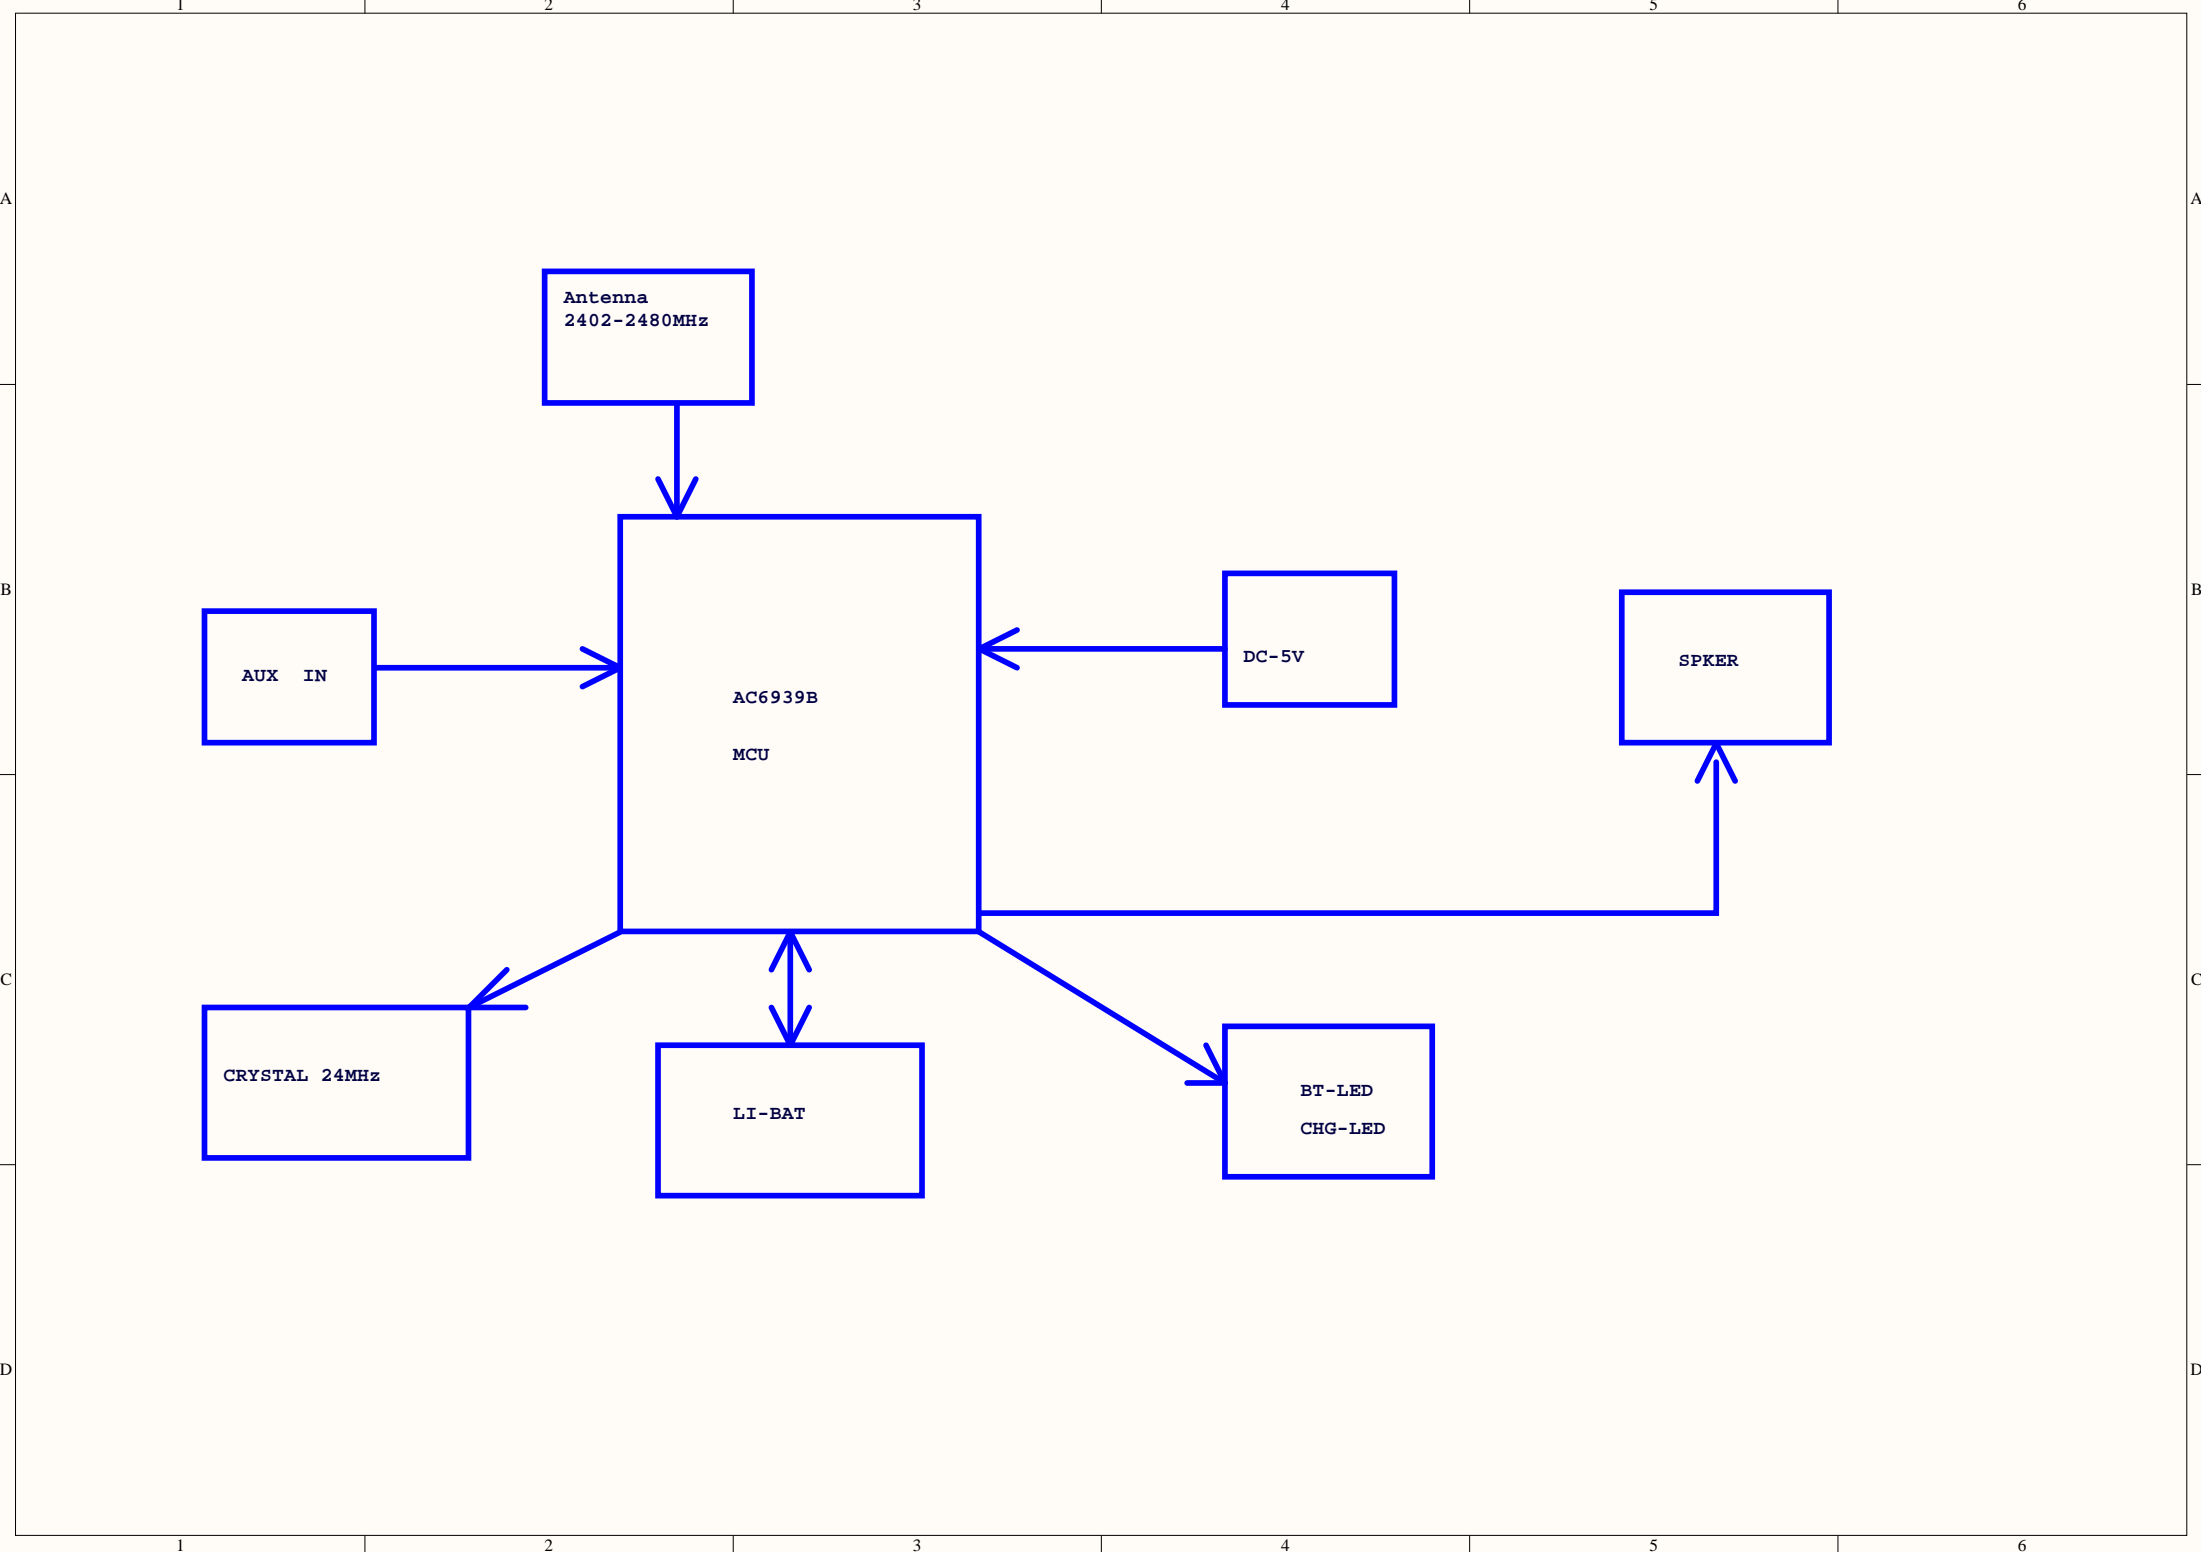 1 2 3 4 5 6
A A
Antenna
2402-2480MHz
B B
AUX IN
DC-5V
SPKER
AC6939B
MCU
C C
CRYSTAL 24MHz
LI-BAT
BT-LED
CHG-LED
D D
1 2 3 4 5 6